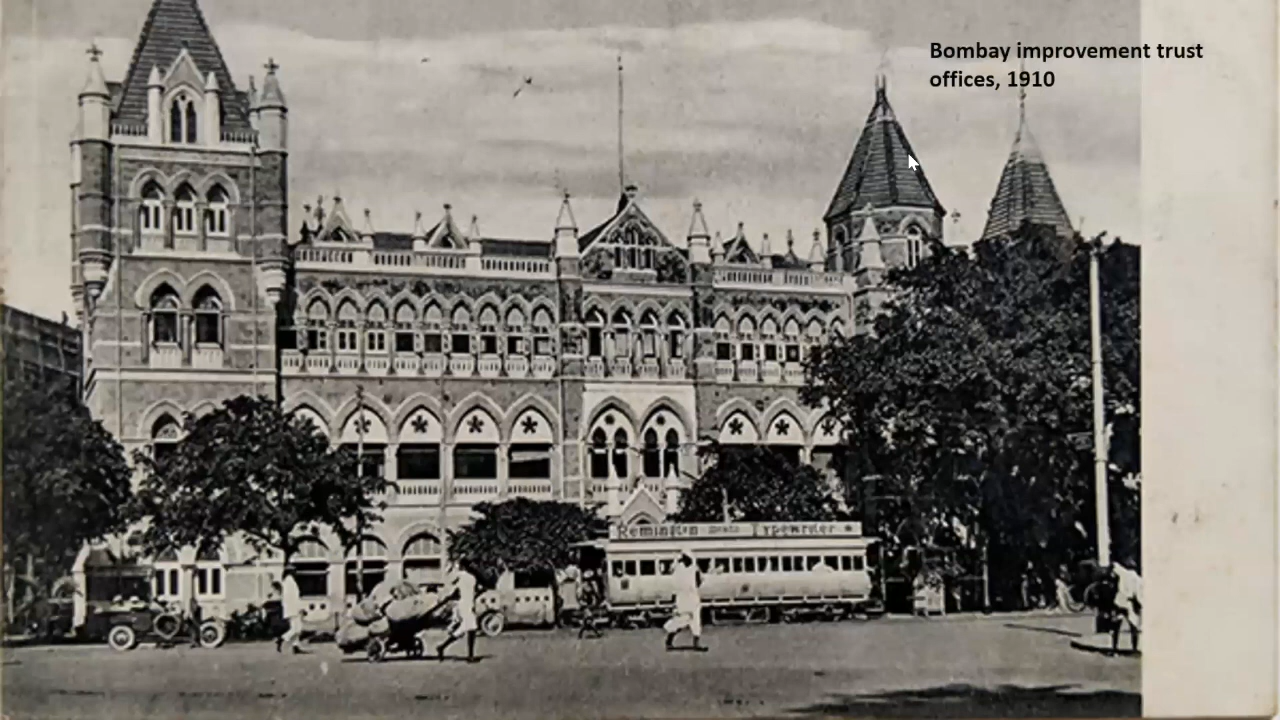 Bombay improvement trust
offices, 1910
Remington Typewriter